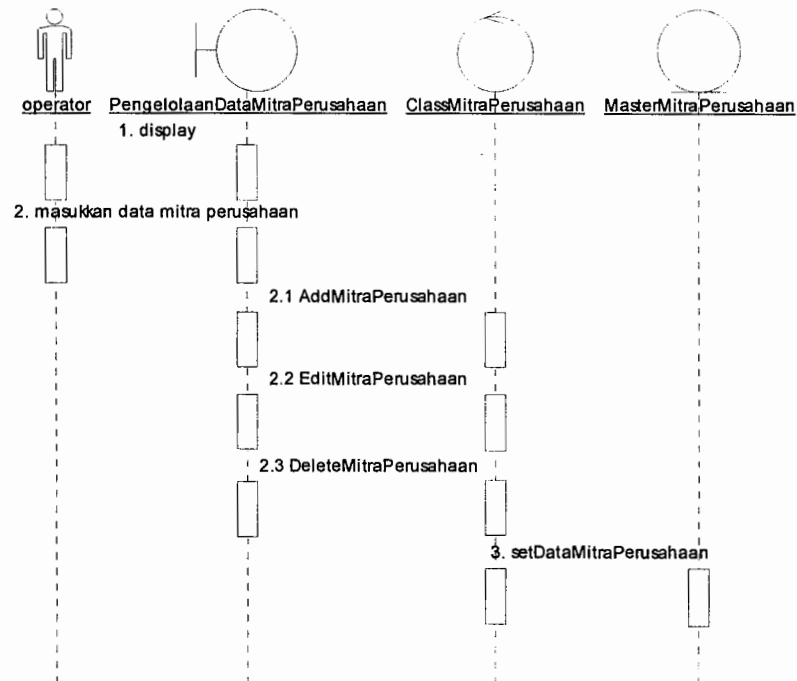 operator PengelolaanDataMitraPerusahaan ClassMitraPerusahaan MasterMitraPerusahaan
1. display
2. masukkan data mitra perusahaan
2.1 AddMitraPerusahaan
2.2 EditMitraPerusahaan
2.3 DeleteMitraPerusahaan
3. setDataMitraPerusahaan